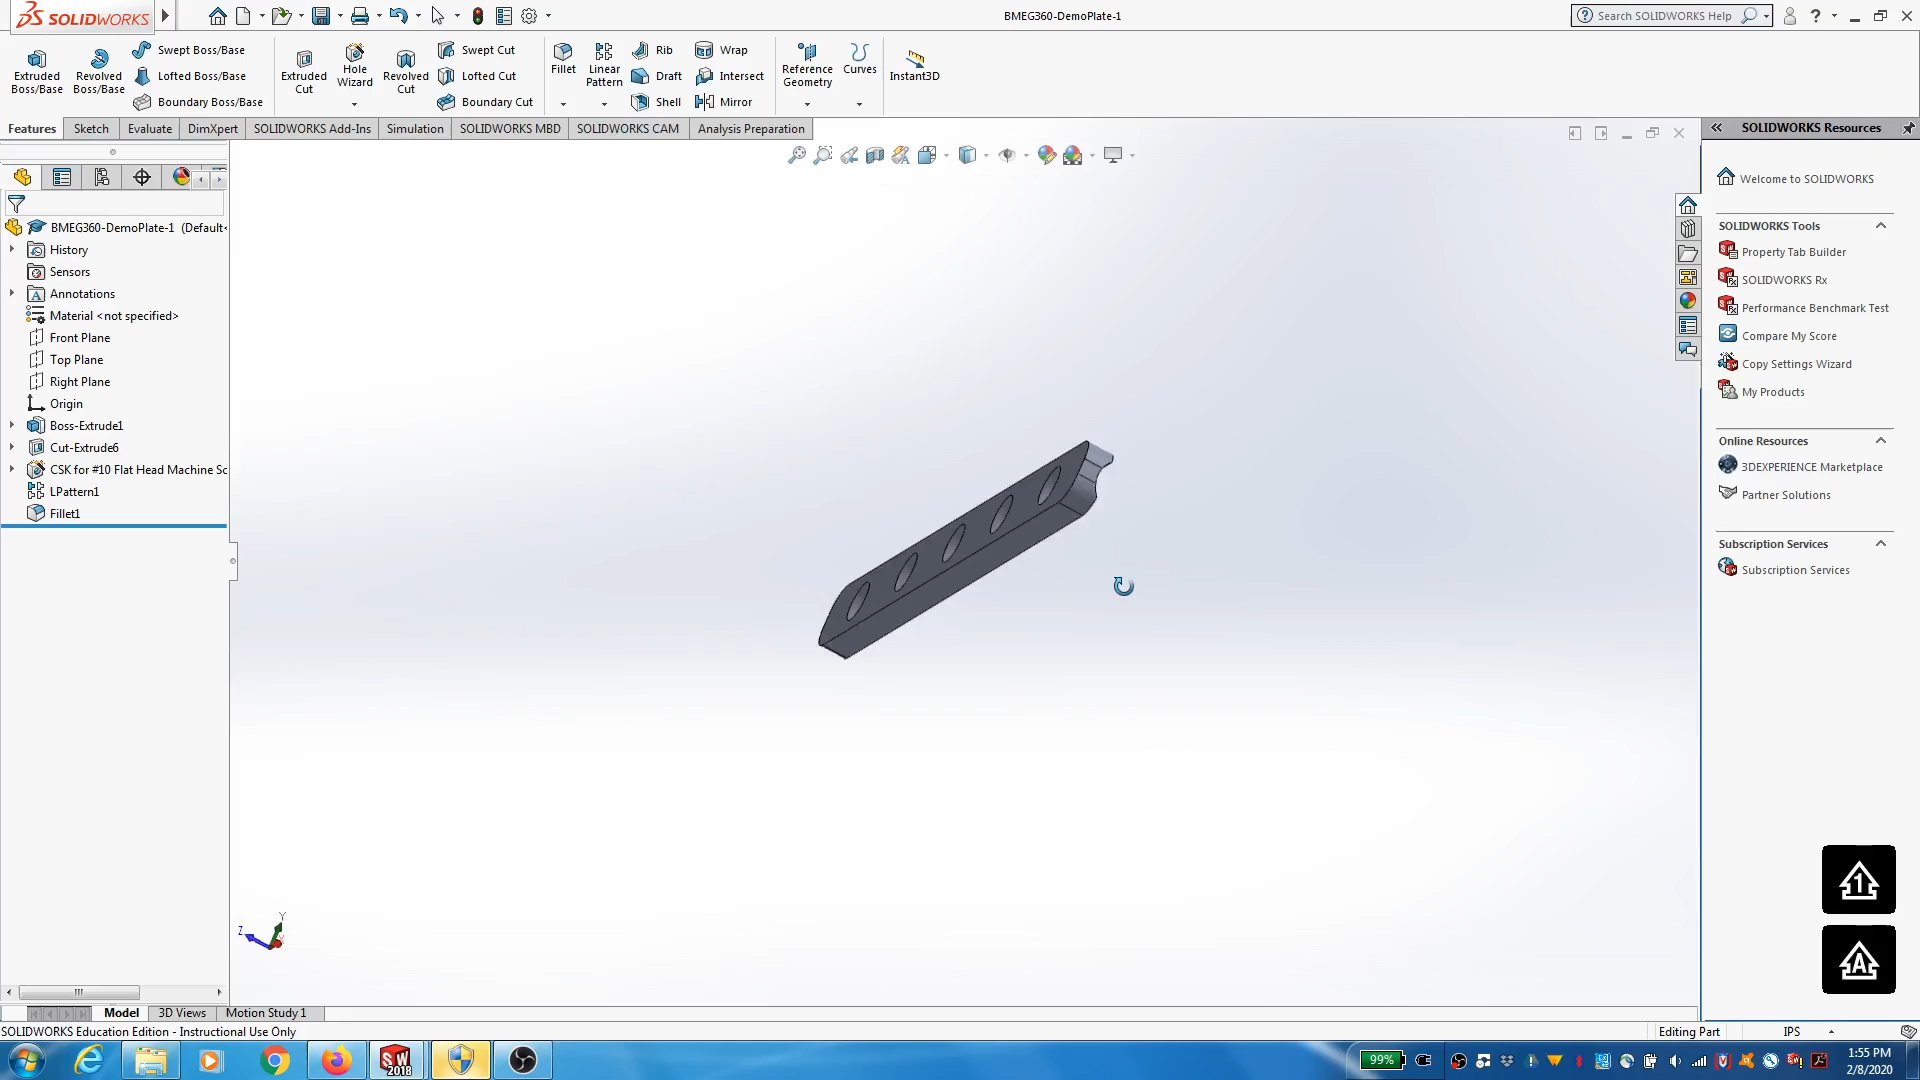 SOLIDWORKS
BMEG360-DemoPlate-1
Search SOLIDWORKS Help
Extruded Boss/Base
Revolved Boss/Base
Swept Boss/Base
Lofted Boss/Base
Boundary Boss/Base
Extruded Cut
Hole Wizard
Revolved Cut
Swept Cut
Lofted Cut
Boundary Cut
Fillet
Linear Pattern
Rib
Draft
Shell
Wrap
Intersect
Mirror
Reference Geometry
Curves
Instant3D
Features
Sketch
Evaluate
DimXpert
SOLIDWORKS Add-Ins
Simulation
SOLIDWORKS MBD
SOLIDWORKS CAM
Analysis Preparation
BMEG360-DemoPlate-1 (Default<
History
Sensors
Annotations
Material <not specified>
Front Plane
Top Plane
Right Plane
Origin
Boss-Extrude1
Cut-Extrude6
CSK for #10 Flat Head Machine Sc
LPattern1
Fillet1
Y
Z
SOLIDWORKS Resources
Welcome to SOLIDWORKS
SOLIDWORKS Tools
Property Tab Builder
SOLIDWORKS Rx
Performance Benchmark Test
Compare My Score
Copy Settings Wizard
My Products
Online Resources
3DEXPERIENCE Marketplace
Partner Solutions
Subscription Services
Subscription Services
1
A
Model
3D Views
Motion Study 1
SOLIDWORKS Education Edition - Instructional Use Only
Editing Part
IPS
SW 2018
99%
1:55 PM
2/8/2020